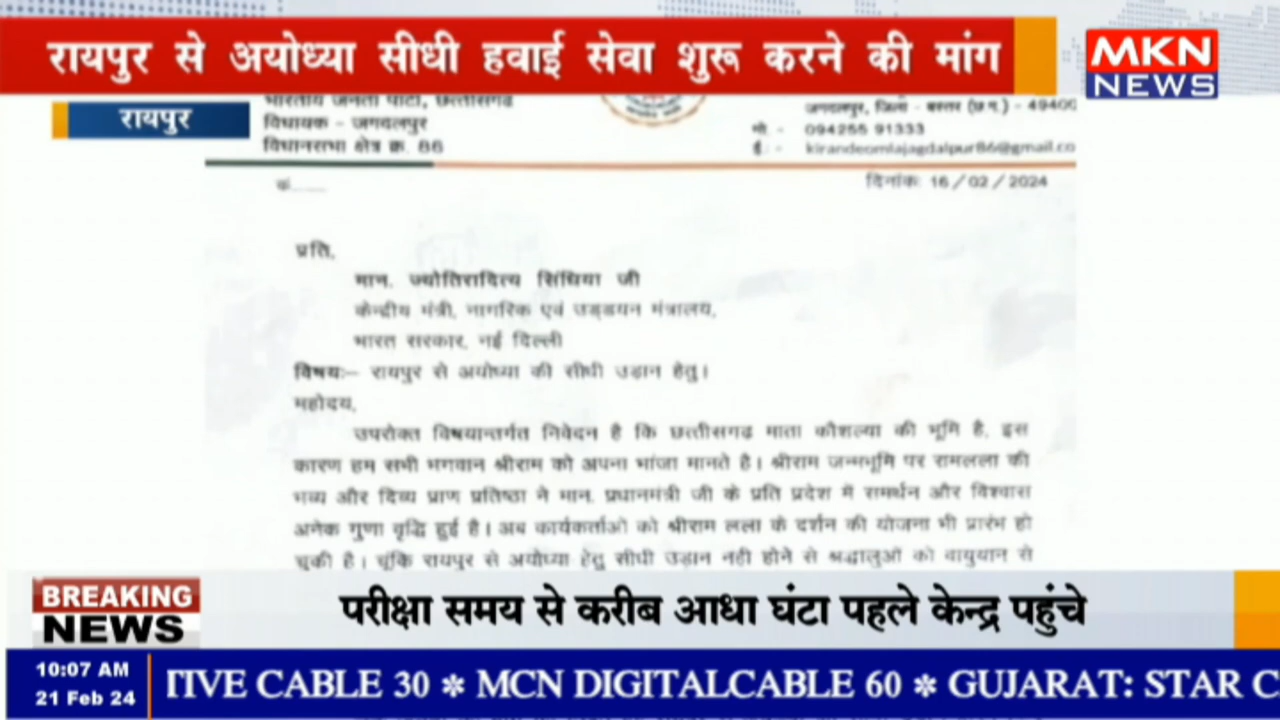 रायपुर से अयोध्या सीधी हवाई सेवा शुरू करने की मांग
MKN
NEWS
रायपुर
भारतीय जनता पार्टी, छत्तीसगढ़
विधायक - जगदलपुर
विधानसभा क्षेत्र क्र. 86
जगदलपुर, जिला - बस्तर (छ.ग.) - 49400
मो. - 094255 91333
ई. - kirandeomlajagdalpur86@gmail.co
क्र.......
दिनांक: 16/02/2024
प्रति,
मान. ज्योतिरादित्य सिंधिया जी
केन्दीय मंत्री, नागरिक एवं उड्डयन मंत्रालय,
भारत सरकार, नई दिल्ली
विषयः- रायपुर से अयोध्या की सीधी उड़ान हेतु।
महोदय,
उपरोक्त विषयान्तर्गत निवेदन है कि छत्तीसगढ माता कौशल्या की भूमि है, इस
कारण हम सभी भगवान श्रीराम को अपना भांजा मानते है। श्रीराम जन्मभूमि पर रामलला की
भव्य और दिव्य प्राण प्रतिष्ठा ने मान. प्रधानमंत्री जी के प्रति प्रदेश में समर्थन और विश्वास
अनेक गुणा वृद्धि हुई है। अब कार्यकर्ताओ को श्रीराम लला के दर्शन की योजना भी प्रारंभ हो
चुकी है। चूंकि रायपुर से अयोध्या हेतु सीधी उड़ान नही होने से श्रद्धालुओं को वायुयान से
BREAKING
NEWS
परीक्षा समय से करीब आधा घंटा पहले केन्द्र पहुंचे
10:07 AM
21 Feb 24
TIVE CABLE 30 * MCN DIGITALCABLE 60 * GUJARAT: STAR C